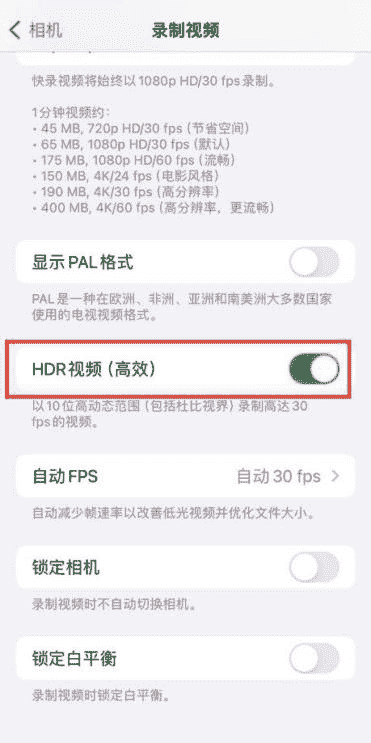 相机
录制视频
快录视频将始终以1080p HD/30 fps录制。
1分钟视频约：
• 45 MB, 720p HD/30 fps (节省空间)
• 65 MB, 1080p HD/30 fps (默认)
• 175 MB, 1080p HD/60 fps (流畅)
• 150 MB, 4K/24 fps (电影风格)
• 190 MB, 4K/30 fps (高分辨率)
• 400 MB, 4K/60 fps (高分辨率，更流畅)
显示PAL格式
PAL是一种在欧洲、非洲、亚洲和南美洲大多数国家
使用的电视视频格式。
HDR视频 (高效)
以10位高动态范围 (包括杜比视界) 录制高达30
fps的视频。
自动FPS
自动30 fps
自动减少帧速率以改善低光视频并优化文件大小。
锁定相机
录制视频时不自动切换相机。
锁定白平衡
录制视频时锁定白平衡。